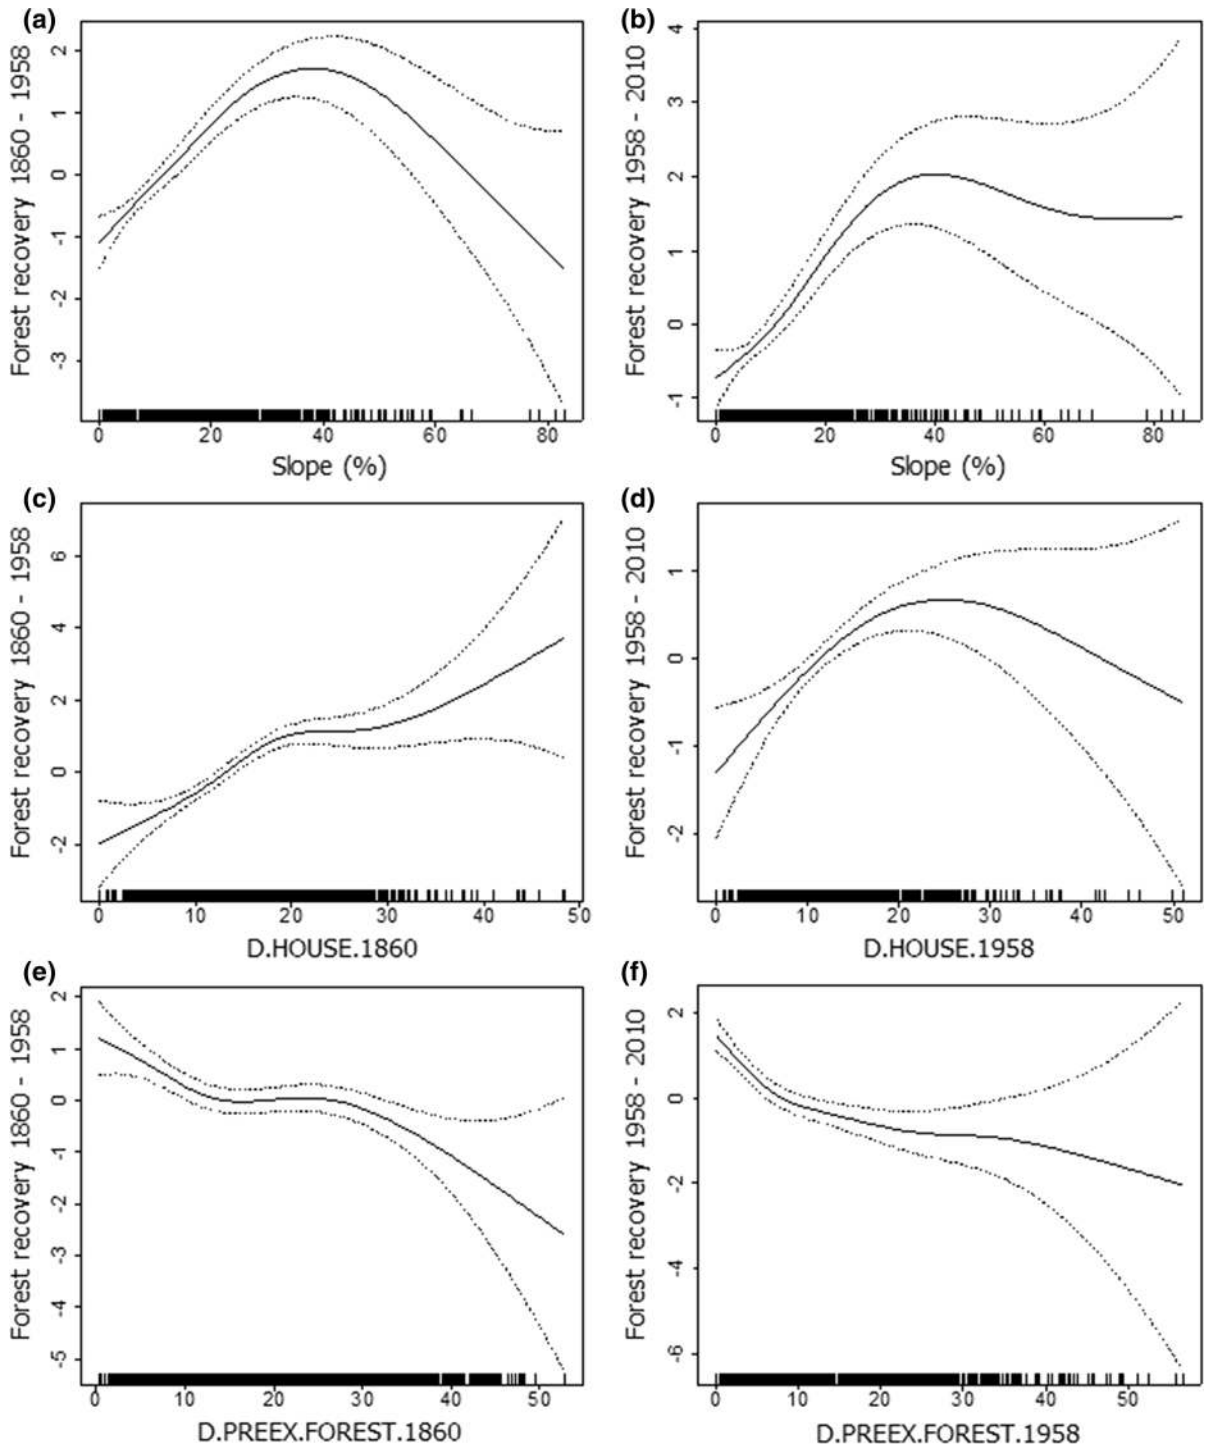 (a)
Forest recovery 1860 - 1958
2
1
0
-1
-2
-3
0 20 40 60 80
Slope (%)
(b)
Forest recovery 1958 - 2010
4
3
2
1
0
-1
0 20 40 60 80
Slope (%)
(c)
Forest recovery 1860 - 1958
6
4
2
0
-2
0 10 20 30 40 50
D.HOUSE.1860
(d)
Forest recovery 1958 - 2010
1
0
-1
-2
0 10 20 30 40 50
D.HOUSE.1958
(e)
Forest recovery 1860 - 1958
2
1
0
-1
-2
-3
-4
-5
0 10 20 30 40 50
D.PREEX.FOREST.1860
(f)
Forest recovery 1958 - 2010
2
0
-2
-4
-6
0 10 20 30 40 50
D.PREEX.FOREST.1958